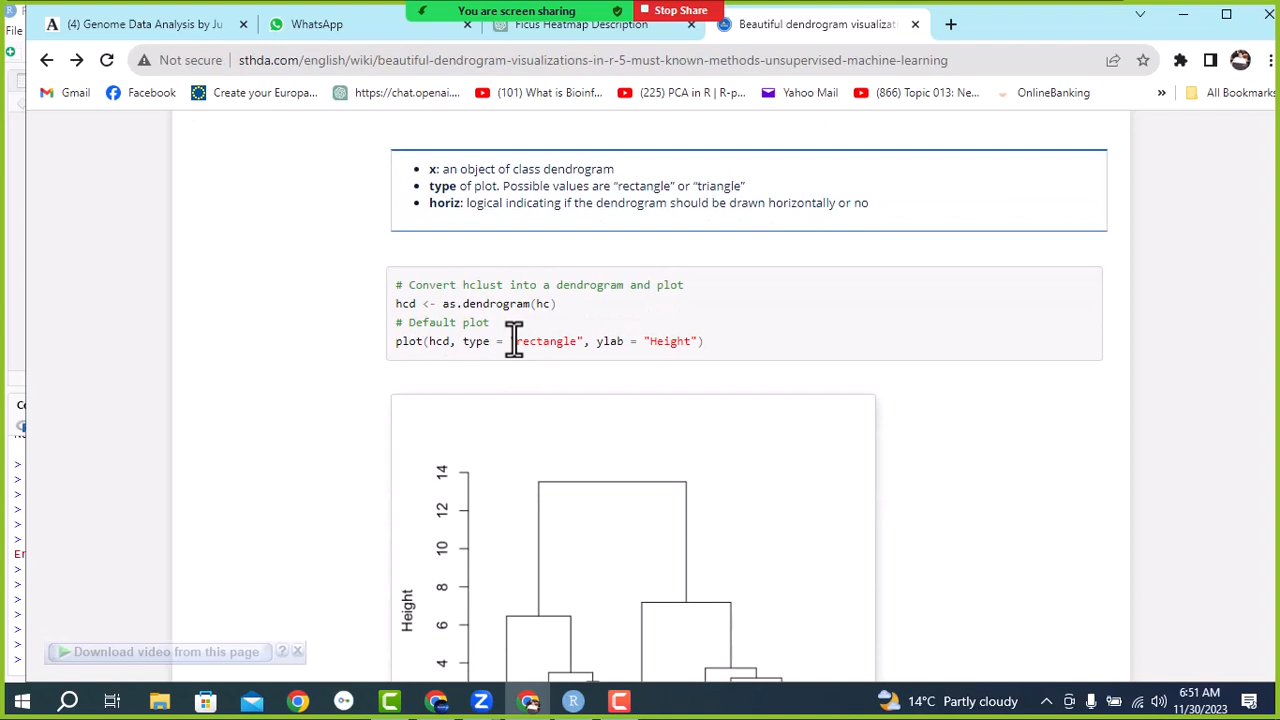 You are screen sharing
Stop Share
(4) Genome Data Analysis by Ju
WhatsApp
Ficus Heatmap Description
Beautiful dendrogram visualizati
File
Not secure
sthda.com/english/wiki/beautiful-dendrogram-visualizations-in-r-5-must-known-methods-unsupervised-machine-learning
Gmail
Facebook
Create your Europa...
https://chat.openai....
(101) What is Bioinf...
(225) PCA in R | R-p...
Yahoo Mail
(866) Topic 013: Ne...
OnlineBanking
»
All Bookmarks
x: an object of class dendrogram
type of plot. Possible values are “rectangle” or “triangle”
horiz: logical indicating if the dendrogram should be drawn horizontally or no
# Convert hclust into a dendrogram and plot
hcd <- as.dendrogram(hc)
# Default plot
plot(hcd, type = "rectangle", ylab = "Height")
14
12
10
8
6
4
Height
Download video from this page
?
14°C Partly cloudy
6:51 AM
11/30/2023